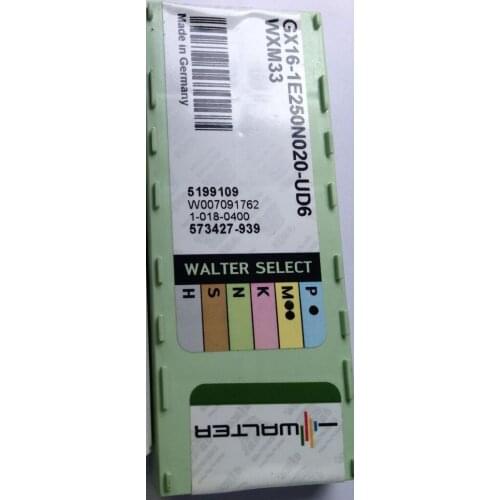 GX16-1E250N020-UD6
WXM33
Made in Germany
5199109
W007091762
1-018-0400
573427-939
WALTER SELECT
P ●
M●●
K
N
S
H
WALTER